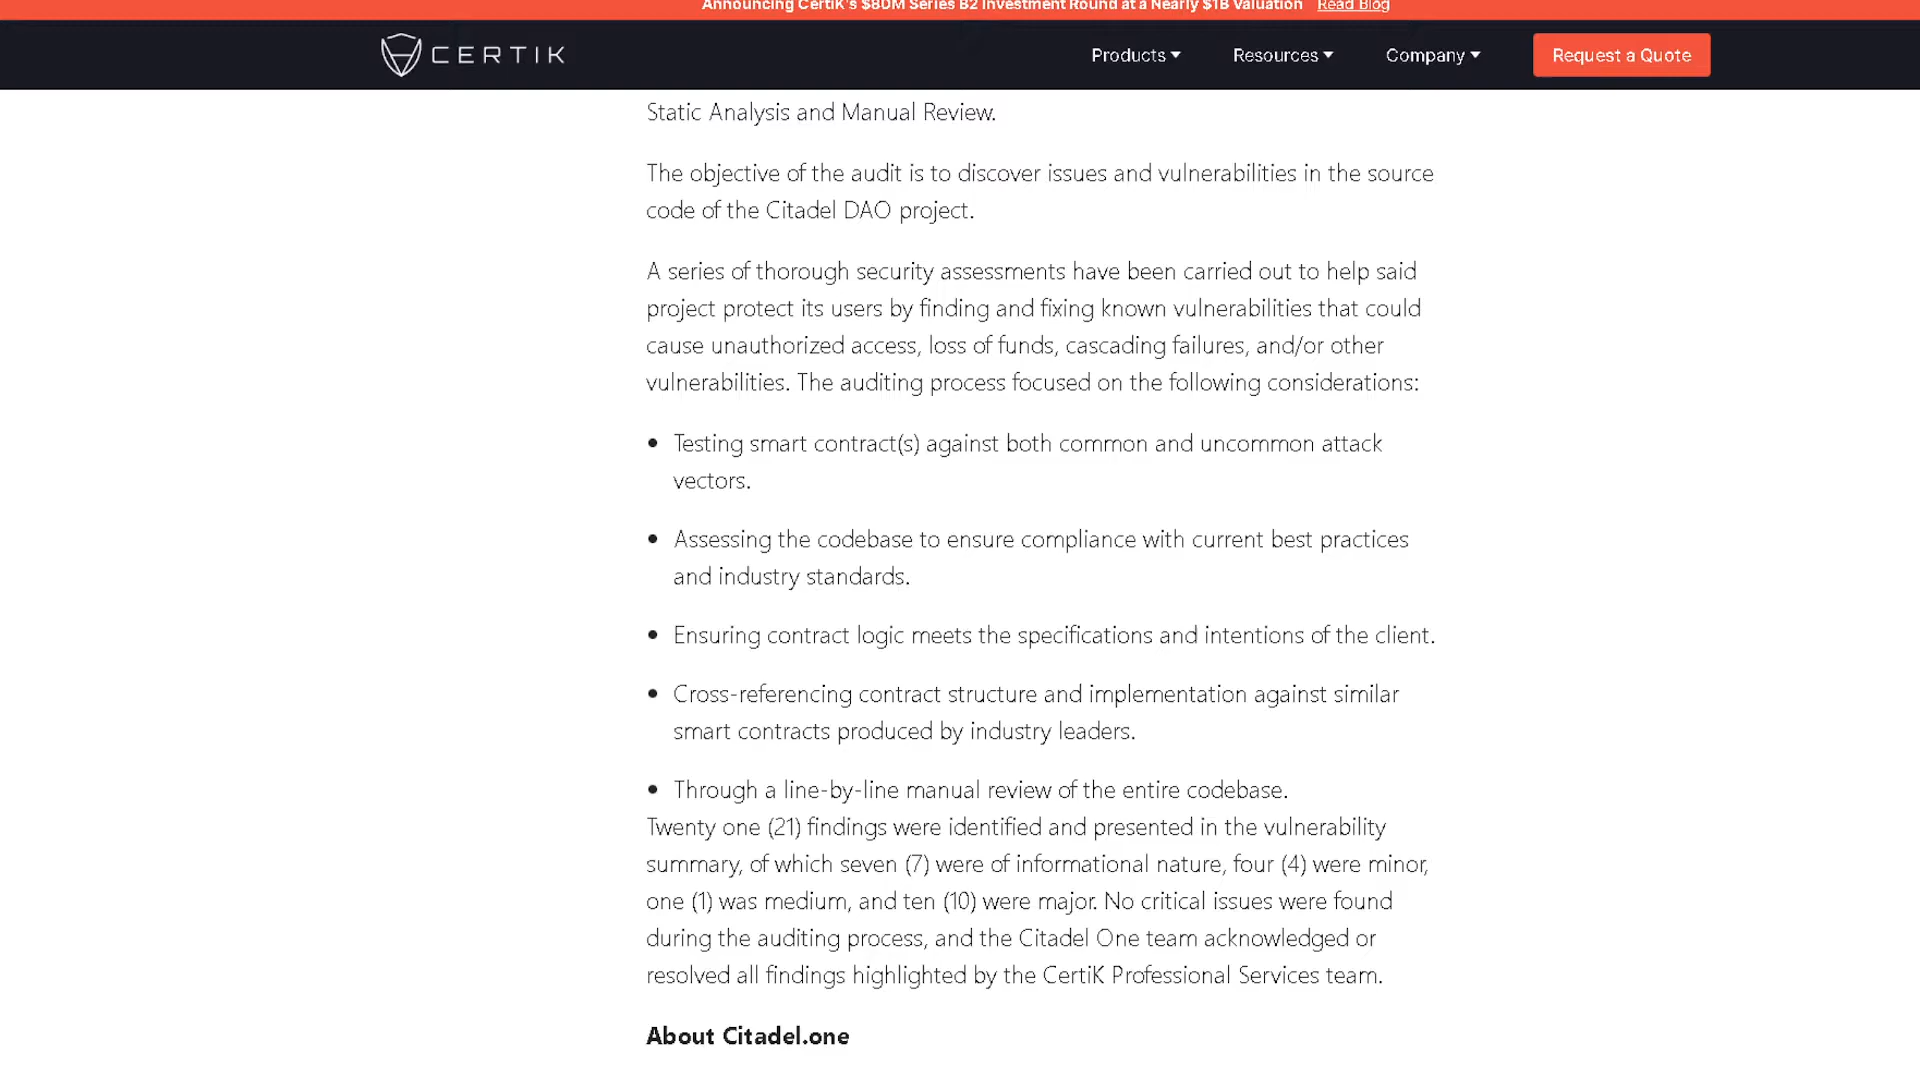 Announcing CertiK's $80M Series B2 Investment Round at a Nearly $1B Valuation Read Blog
CERTIK Products Resources Company Request a Quote
Static Analysis and Manual Review.
The objective of the audit is to discover issues and vulnerabilities in the source
code of the Citadel DAO project.
A series of thorough security assessments have been carried out to help said
project protect its users by finding and fixing known vulnerabilities that could
cause unauthorized access, loss of funds, cascading failures, and/or other
vulnerabilities. The auditing process focused on the following considerations:
• Testing smart contract(s) against both common and uncommon attack
vectors.
• Assessing the codebase to ensure compliance with current best practices
and industry standards.
• Ensuring contract logic meets the specifications and intentions of the client.
• Cross-referencing contract structure and implementation against similar
smart contracts produced by industry leaders.
• Through a line-by-line manual review of the entire codebase.
Twenty one (21) findings were identified and presented in the vulnerability
summary, of which seven (7) were of informational nature, four (4) were minor,
one (1) was medium, and ten (10) were major. No critical issues were found
during the auditing process, and the Citadel One team acknowledged or
resolved all findings highlighted by the CertiK Professional Services team.
About Citadel.one